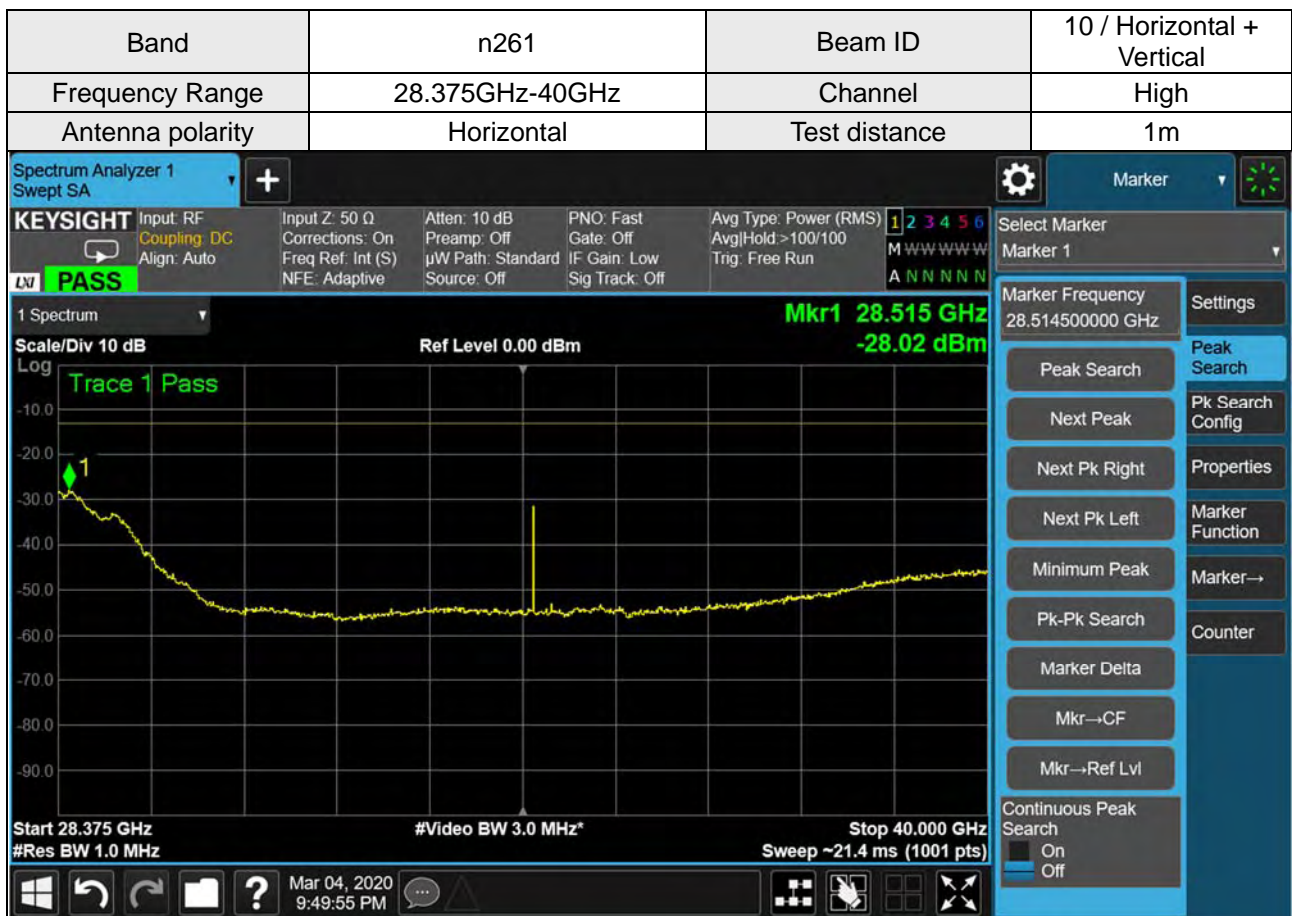 Band n261 Beam ID 10 / Horizontal +
Vertical
Frequency Range 28.375GHz-40GHz Channel High
Antenna polarity Horizontal Test distance 1m
Spectrum Analyzer 1
Swept SA
+
Marker
KEYSIGHT
LXI PASS
Input: RF
Coupling: DC
Align: Auto
Input Z: 50 Ω
Corrections: On
Freq Ref: Int (S)
NFE: Adaptive
Atten: 10 dB
Preamp: Off
µW Path: Standard
Source: Off
PNO: Fast
Gate: Off
IF Gain: Low
Sig Track: Off
Avg Type: Power (RMS)
Avg|Hold:>100/100
Trig: Free Run
1 2 3 4 5 6
M W W W W W
A N N N N N
Select Marker
Marker 1
1 Spectrum
Mkr1 28.515 GHz
Scale/Div 10 dB Ref Level 0.00 dBm -28.02 dBm
Log
Trace 1 Pass
1
-10.0
-20.0
-30.0
-40.0
-50.0
-60.0
-70.0
-80.0
-90.0
Start 28.375 GHz #Video BW 3.0 MHz* Stop 40.000 GHz
#Res BW 1.0 MHz Sweep ~21.4 ms (1001 pts)
Marker Frequency
28.514500000 GHz
Peak Search
Next Peak
Next Pk Right
Next Pk Left
Minimum Peak
Pk-Pk Search
Marker Delta
Mkr→CF
Mkr→Ref Lvl
Continuous Peak
Search
On
Off
Settings
Peak
Search
Pk Search
Config
Properties
Marker
Function
Marker→
Counter
?
Mar 04, 2020
9:49:55 PM